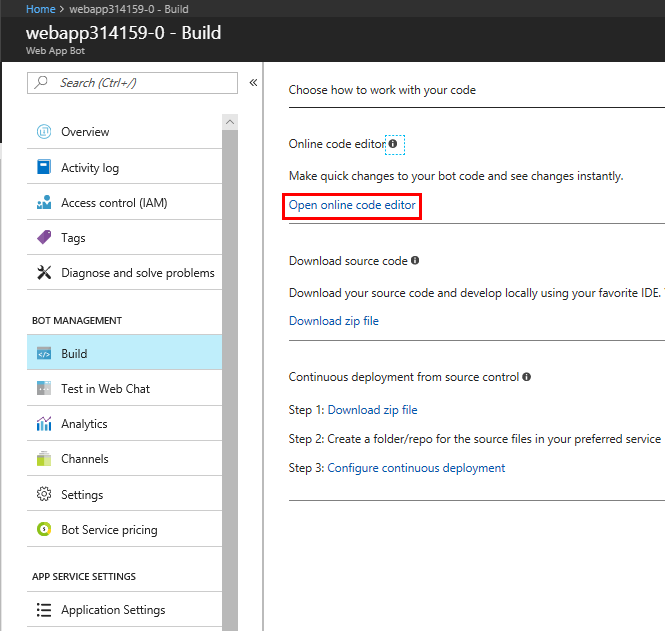 Home > webapp314159-0 - Build
webapp314159-0 - Build
Web App Bot
Search (Ctrl+/)
«
Overview
Activity log
Access control (IAM)
Tags
Diagnose and solve problems
BOT MANAGEMENT
Build
Test in Web Chat
Analytics
Channels
Settings
Bot Service pricing
APP SERVICE SETTINGS
Application Settings
Choose how to work with your code
Online code editor
Make quick changes to your bot code and see changes instantly.
Open online code editor
Download source code
Download your source code and develop locally using your favorite IDE.
Download zip file
Continuous deployment from source control
Step 1: Download zip file
Step 2: Create a folder/repo for the source files in your preferred service
Step 3: Configure continuous deployment